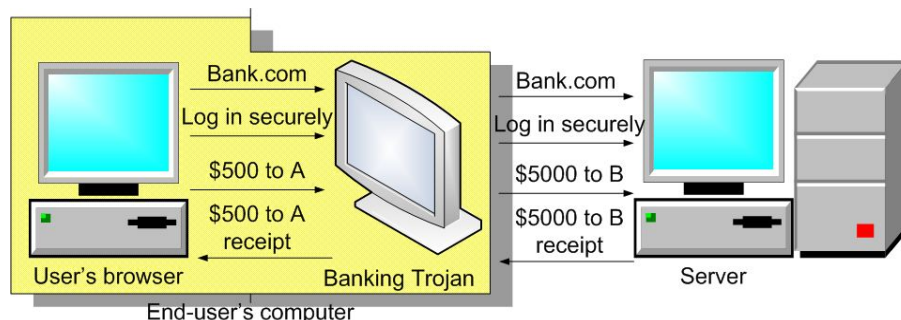 Bank.com
Log in securely
$500 to A
$500 to A
receipt
User's browser
Banking Trojan
End-user's computer
Bank.com
Log in securely
$5000 to B
$5000 to B
receipt
Server